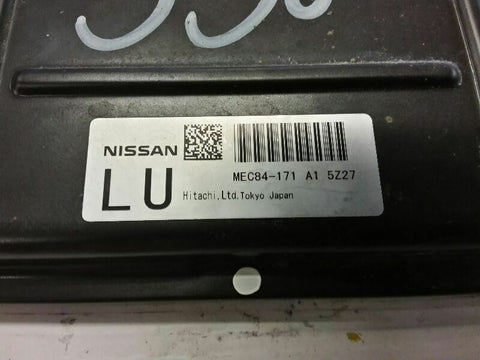 NISSAN
LU
MEC84-171 A1 5Z27
Hitachi,Ltd.Tokyo Japan